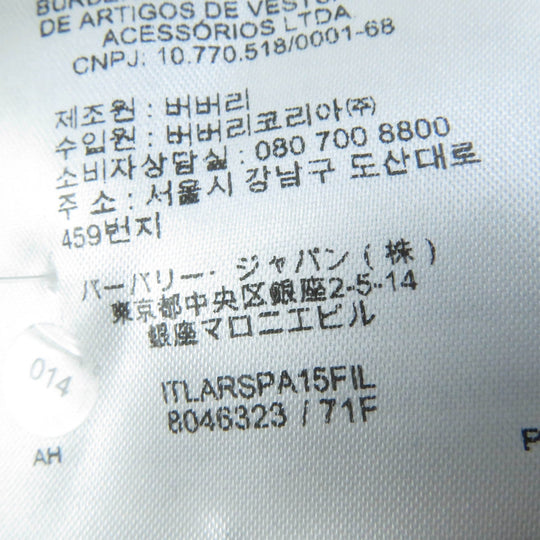 DE ARTIGOS DE
ACESSÓRIOS LTDA
CNPJ: 10.770.518/0001-68
제조원 : 버버리
수입원 : 버버리코리아(주)
소비자상담실 : 080 700 8800
주 소 : 서울시 강남구 도산대로
459번지
バーバリー・ジャパン(株)
東京都中央区銀座2-5-14
銀座マロニエビル
014
ITLARSPA15FIL
8046323 / 71F
AH